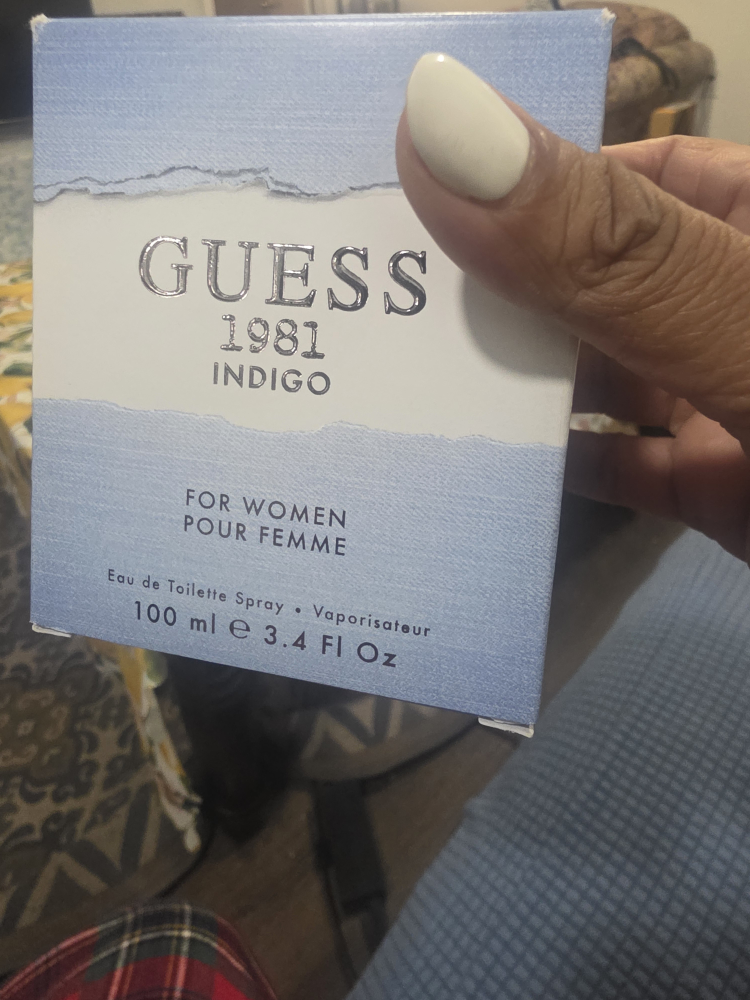 GUESS
1981
INDIGO
FOR WOMEN
POUR FEMME
Eau de Toilette Spray • Vaporisateur
100 ml ℮ 3.4 Fl Oz